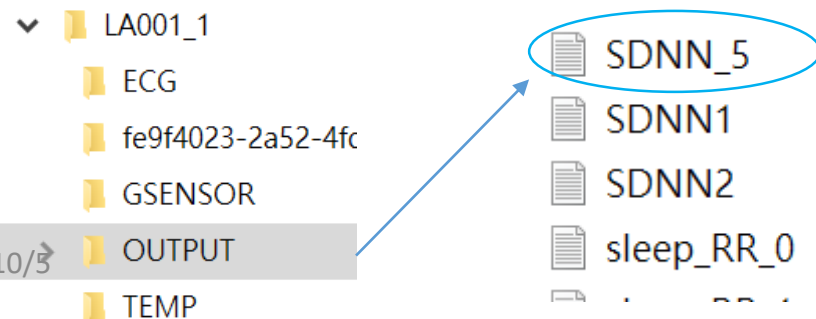 LA001_1
ECG
fe9f4023-2a52-4fc
GSENSOR
OUTPUT
10/5
TEMP
SDNN_5
SDNN1
SDNN2
sleep_RR_0